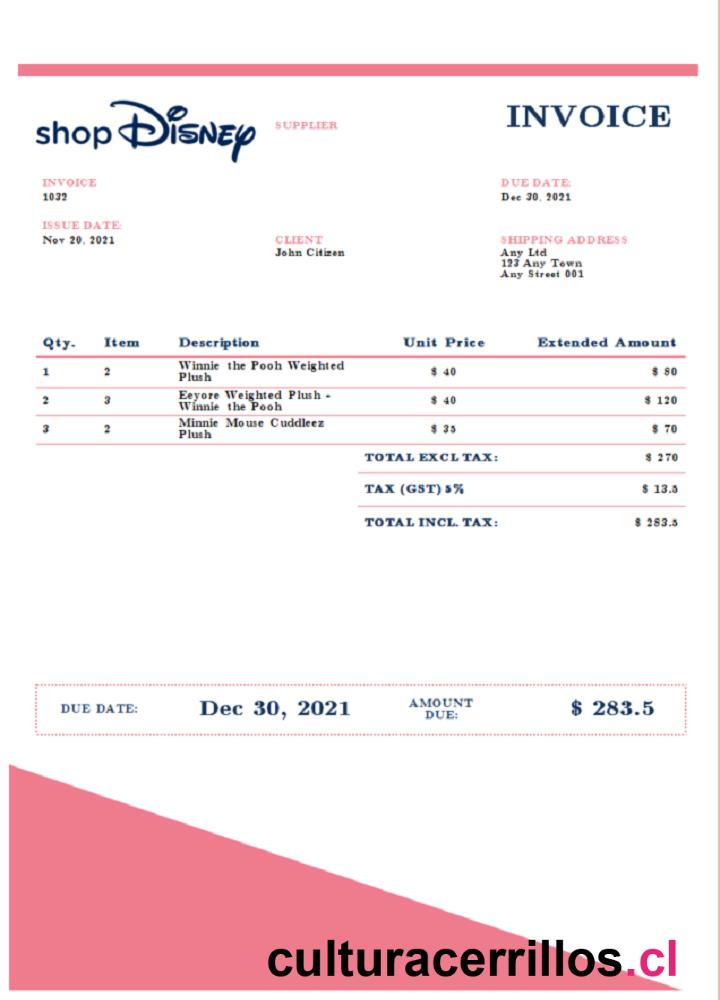 shop Disney
SUPPLIER
INVOICE
INVOICE
1032
DUE DATE:
Dec 30, 2021
ISSUE DATE:
Nov 20, 2021
CLIENT
John Citizen
SHIPPING ADDRESS
Any Ltd
123 Any Town
Any Street 001
Qty. Item Description Unit Price Extended Amount
1 2 Winnie the Pooh Weighted Plush $ 40 $ 80
2 3 Eeyore Weighted Plush - Winnie the Pooh $ 40 $ 120
3 2 Minnie Mouse Cuddleez Plush $ 35 $ 70
TOTAL EXCL TAX: $ 270
TAX (GST) 5% $ 13.5
TOTAL INCL. TAX: $ 283.5
DUE DATE: Dec 30, 2021 AMOUNT DUE: $ 283.5
culturacerrillos.cl